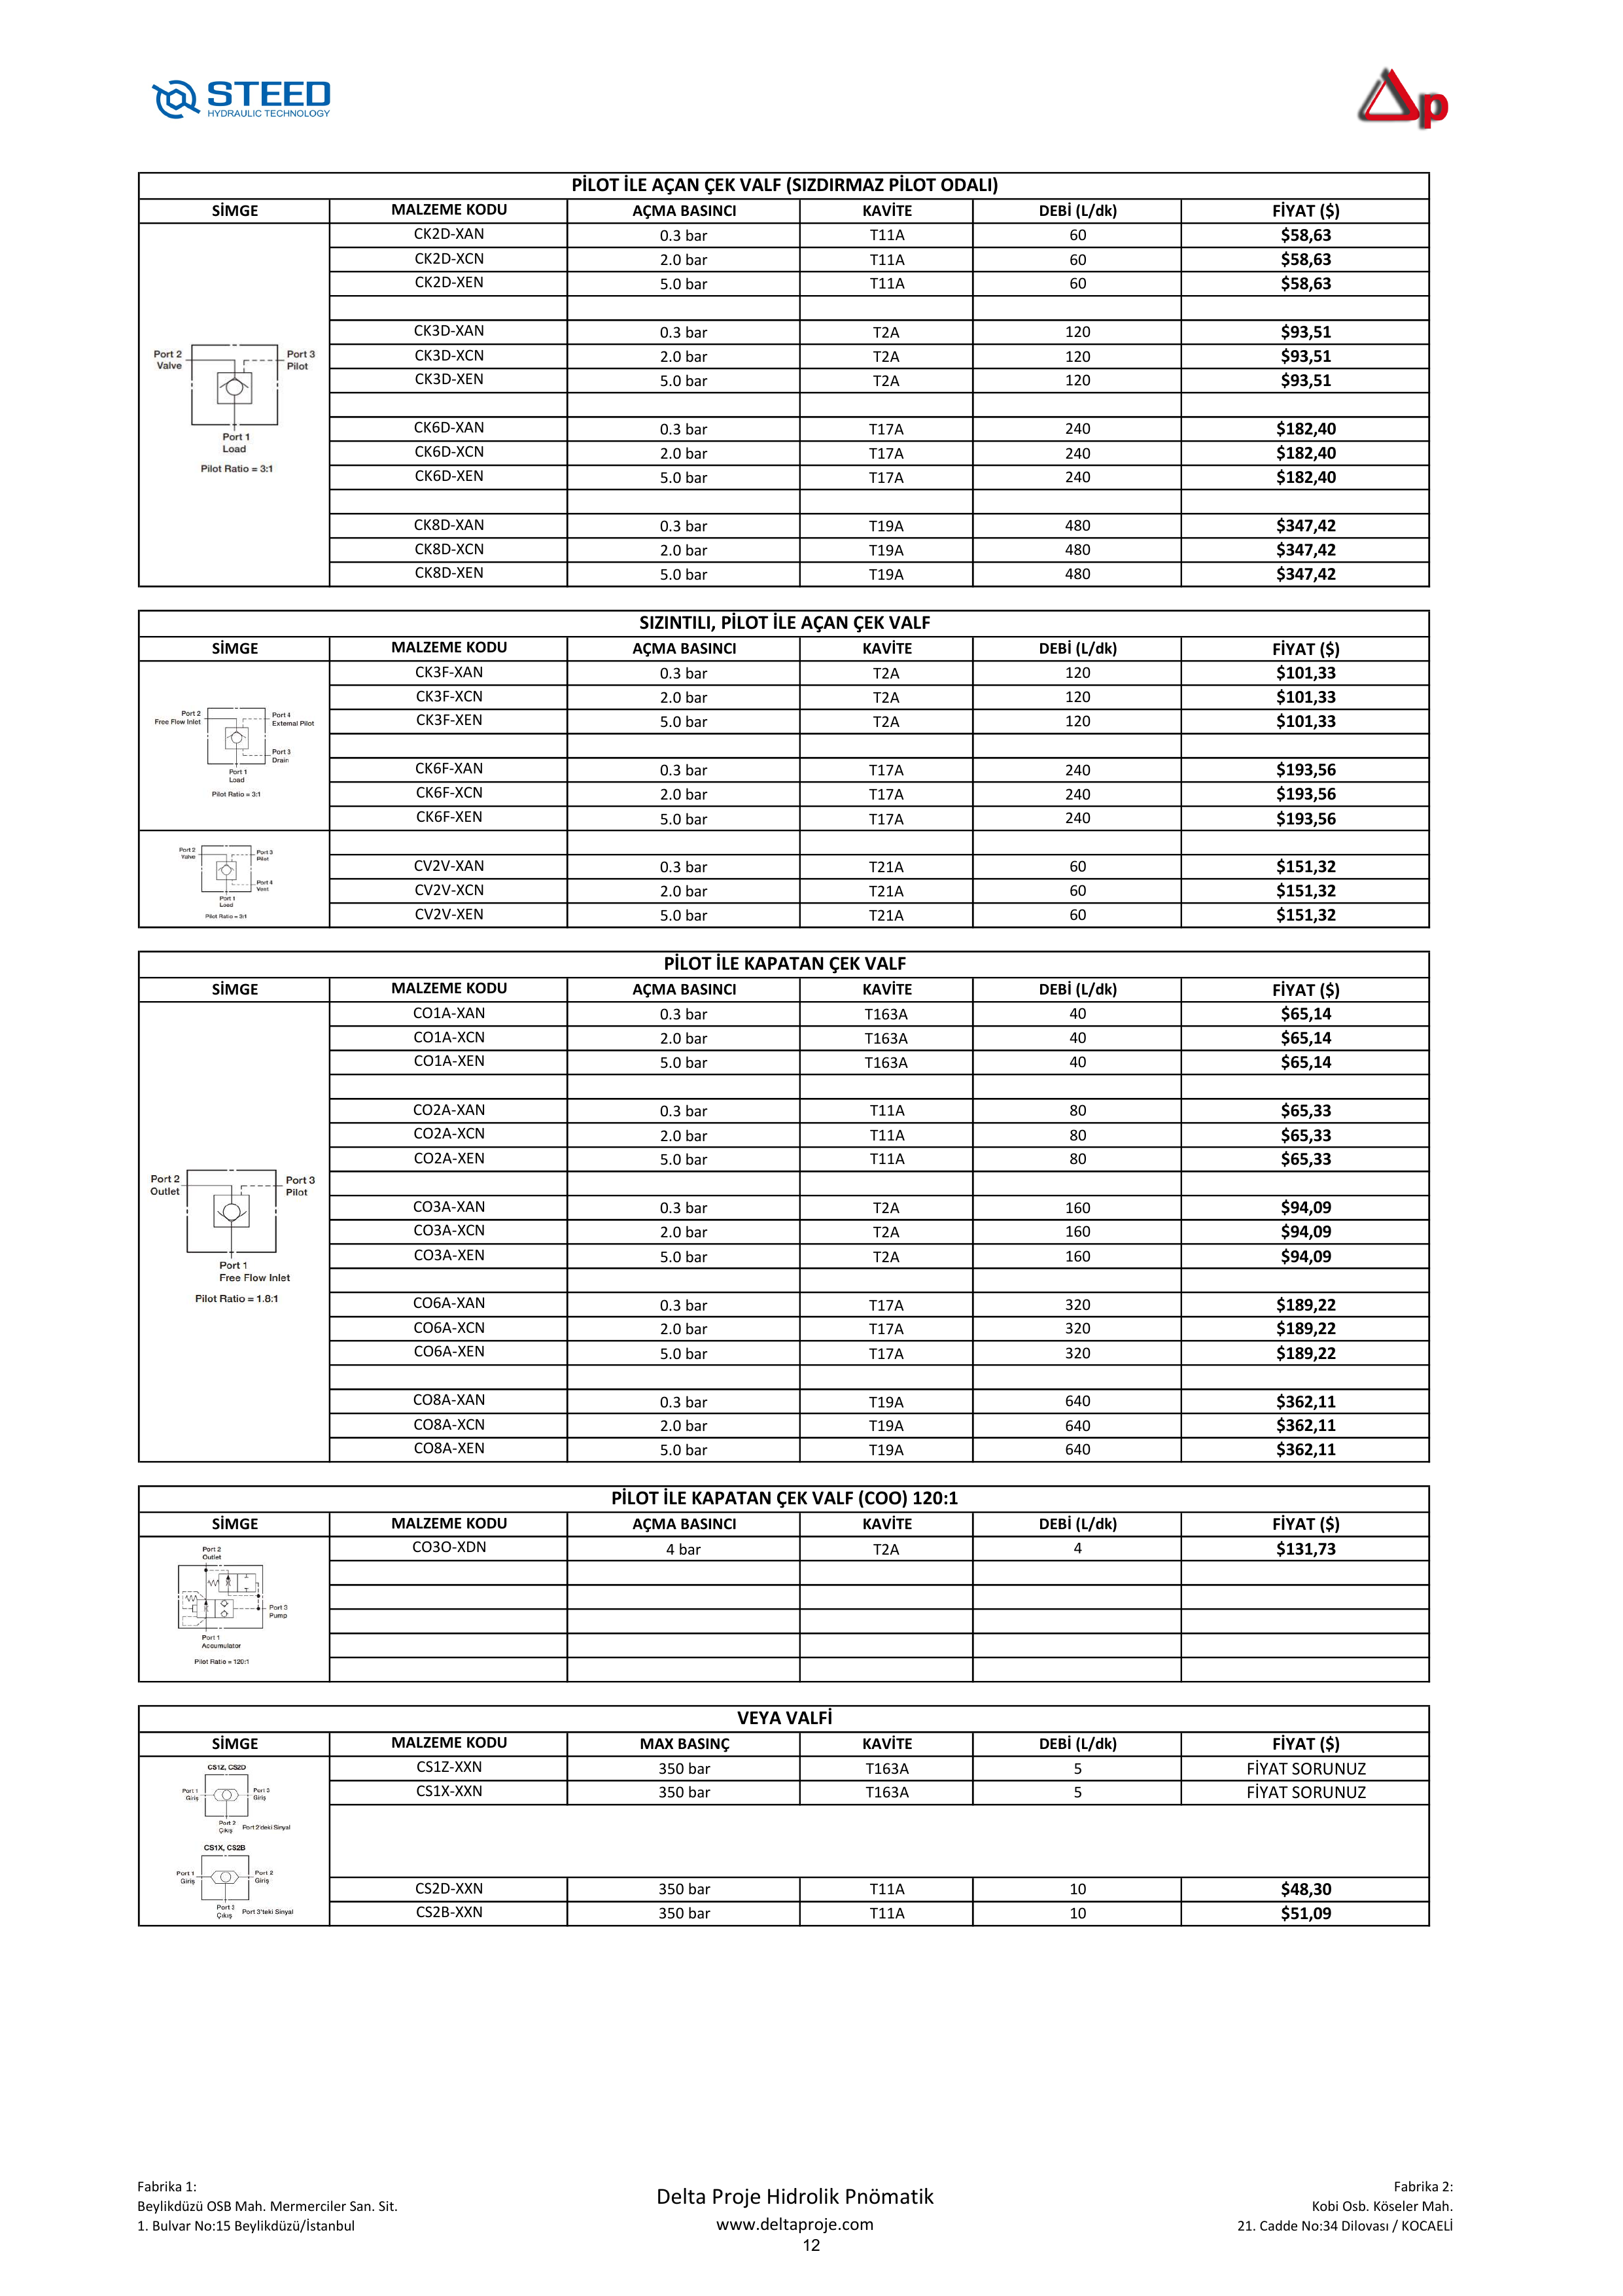 STEED
HYDRAULIC TECHNOLOGY
p
PİLOT İLE AÇAN ÇEK VALF (SIZDIRMAZ PİLOT ODALI)
SİMGE MALZEME KODU AÇMA BASINCI KAVİTE DEBİ (L/dk) FİYAT ($)
CK2D-XAN 0.3 bar T11A 60 $58,63
CK2D-XCN 2.0 bar T11A 60 $58,63
CK2D-XEN 5.0 bar T11A 60 $58,63
CK3D-XAN 0.3 bar T2A 120 $93,51
CK3D-XCN 2.0 bar T2A 120 $93,51
CK3D-XEN 5.0 bar T2A 120 $93,51
CK6D-XAN 0.3 bar T17A 240 $182,40
CK6D-XCN 2.0 bar T17A 240 $182,40
CK6D-XEN 5.0 bar T17A 240 $182,40
CK8D-XAN 0.3 bar T19A 480 $347,42
CK8D-XCN 2.0 bar T19A 480 $347,42
CK8D-XEN 5.0 bar T19A 480 $347,42
Port 2 Port 3
Valve Pilot
Port 1
Load
Pilot Ratio = 3:1
SIZINTILI, PİLOT İLE AÇAN ÇEK VALF
SİMGE MALZEME KODU AÇMA BASINCI KAVİTE DEBİ (L/dk) FİYAT ($)
CK3F-XAN 0.3 bar T2A 120 $101,33
CK3F-XCN 2.0 bar T2A 120 $101,33
CK3F-XEN 5.0 bar T2A 120 $101,33
CK6F-XAN 0.3 bar T17A 240 $193,56
CK6F-XCN 2.0 bar T17A 240 $193,56
CK6F-XEN 5.0 bar T17A 240 $193,56
CV2V-XAN 0.3 bar T21A 60 $151,32
CV2V-XCN 2.0 bar T21A 60 $151,32
CV2V-XEN 5.0 bar T21A 60 $151,32
Port 2 Port 4
Free Flow Inlet External Pilot
Port 3
Drain
Port 1
Load
Pilot Ratio = 3:1
Port 2 Port 3
Valve Pilot
Port 4
Vent
Port 1
Load
Pilot Ratio = 3:1
PİLOT İLE KAPATAN ÇEK VALF
SİMGE MALZEME KODU AÇMA BASINCI KAVİTE DEBİ (L/dk) FİYAT ($)
CO1A-XAN 0.3 bar T163A 40 $65,14
CO1A-XCN 2.0 bar T163A 40 $65,14
CO1A-XEN 5.0 bar T163A 40 $65,14
CO2A-XAN 0.3 bar T11A 80 $65,33
CO2A-XCN 2.0 bar T11A 80 $65,33
CO2A-XEN 5.0 bar T11A 80 $65,33
CO3A-XAN 0.3 bar T2A 160 $94,09
CO3A-XCN 2.0 bar T2A 160 $94,09
CO3A-XEN 5.0 bar T2A 160 $94,09
CO6A-XAN 0.3 bar T17A 320 $189,22
CO6A-XCN 2.0 bar T17A 320 $189,22
CO6A-XEN 5.0 bar T17A 320 $189,22
CO8A-XAN 0.3 bar T19A 640 $362,11
CO8A-XCN 2.0 bar T19A 640 $362,11
CO8A-XEN 5.0 bar T19A 640 $362,11
Port 2 Port 3
Outlet Pilot
Port 1
Free Flow Inlet
Pilot Ratio = 1.8:1
PİLOT İLE KAPATAN ÇEK VALF (COO) 120:1
SİMGE MALZEME KODU AÇMA BASINCI KAVİTE DEBİ (L/dk) FİYAT ($)
CO3O-XDN 4 bar T2A 4 $131,73
Port 2
Outlet
Port 3
Pump
Port 1
Accumulator
Pilot Ratio = 120:1
VEYA VALFİ
SİMGE MALZEME KODU MAX BASINÇ KAVİTE DEBİ (L/dk) FİYAT ($)
CS1Z-XXN 350 bar T163A 5 FİYAT SORUNUZ
CS1X-XXN 350 bar T163A 5 FİYAT SORUNUZ
CS2D-XXN 350 bar T11A 10 $48,30
CS2B-XXN 350 bar T11A 10 $51,09
CS1Z, CS2D
Port 1 Port 3
Giriş Giriş
Port 2
Çıkış Port 2'deki Sinyal
CS1X, CS2B
Port 1 Port 2
Giriş Giriş
Port 3
Çıkış Port 3'teki Sinyal
Fabrika 1:
Beylikdüzü OSB Mah. Mermerciler San. Sit.
1. Bulvar No:15 Beylikdüzü/İstanbul
Delta Proje Hidrolik Pnömatik
www.deltaproje.com
12
Fabrika 2:
Kobi Osb. Köseler Mah.
21. Cadde No:34 Dilovası / KOCAELİ